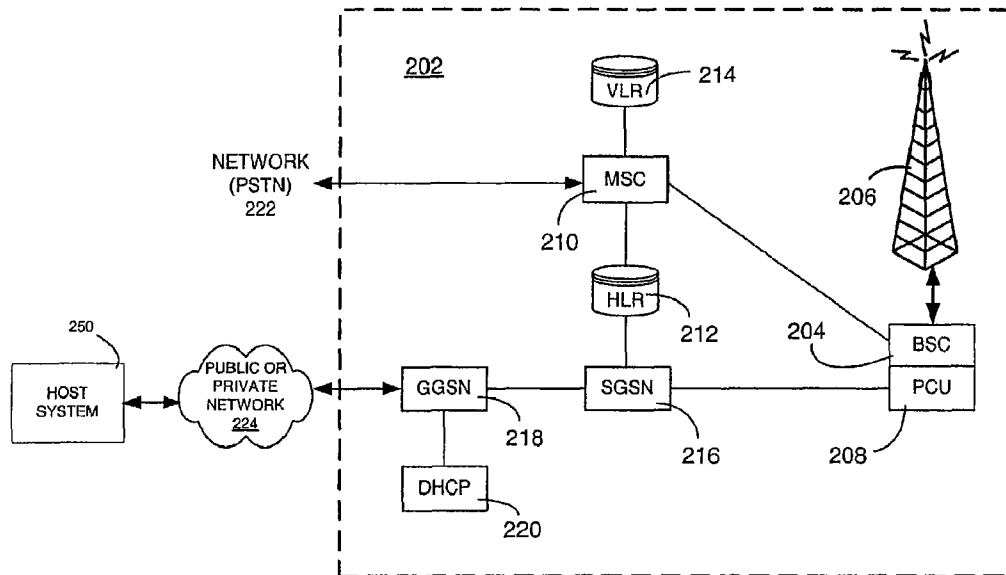 202
VLR
214
NETWORK
(PSTN)
222
MSC
210
206
HLR
212
250
HOST
SYSTEM
PUBLIC OR
PRIVATE
NETWORK
224
GGSN
218
SGSN
216
204
BSC
PCU
208
DHCP
220